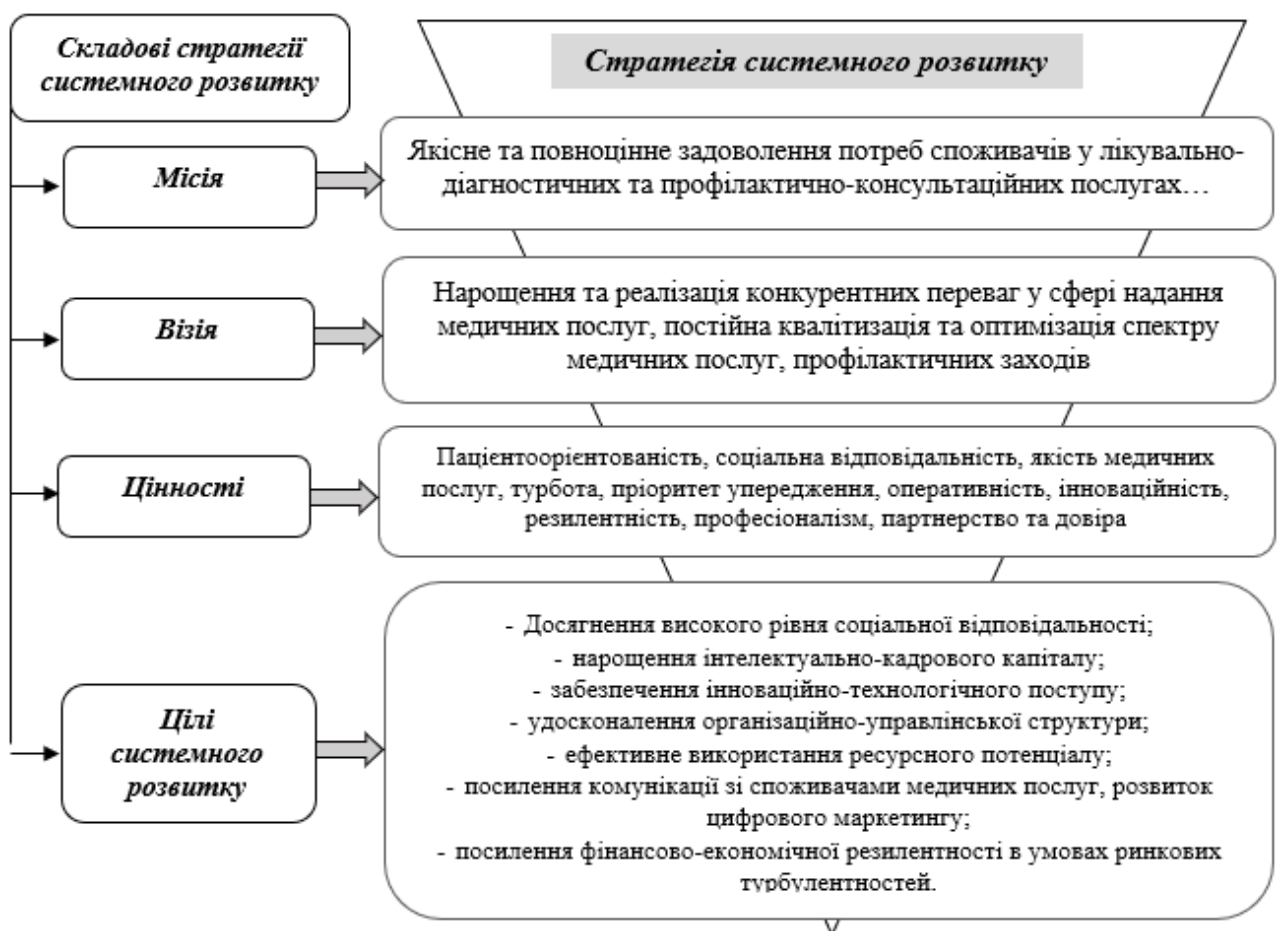 Складові стратегії
системного розвитку
Стратегія системного розвитку
Місія
Якісне та повноцінне задоволення потреб споживачів у лікувально-
діагностичних та профілактично-консультаційних послугах…
Візія
Нарощення та реалізація конкурентних переваг у сфері надання
медичних послуг, постійна квалітизація та оптимізація спектру
медичних послуг, профілактичних заходів
Цінності
Пацієнтоорієнтованість, соціальна відповідальність, якість медичних
послуг, турбота, пріоритет упередження, оперативність, інноваційність,
резилентність, професіоналізм, партнерство та довіра
Цілі
системного
розвитку
- Досягнення високого рівня соціальної відповідальності;
- нарощення інтелектуально-кадрового капіталу;
- забезпечення інноваційно-технологічного поступу;
- удосконалення організаційно-управлінської структури;
- ефективне використання ресурсного потенціалу;
- посилення комунікації зі споживачами медичних послуг, розвиток
цифрового маркетингу;
- посилення фінансово-економічної резилентності в умовах ринкових
турбулентностей.